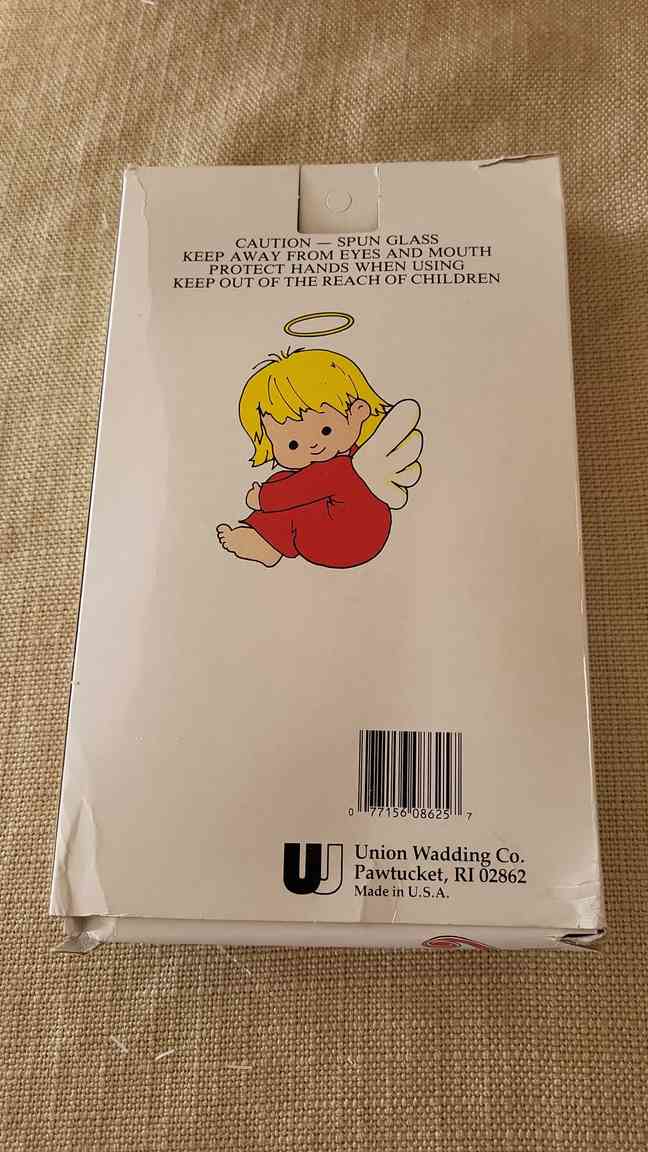 CAUTION — SPUN GLASS
KEEP AWAY FROM EYES AND MOUTH
PROTECT HANDS WHEN USING
KEEP OUT OF THE REACH OF CHILDREN
0 77156 08625 7
Union Wadding Co.
Pawtucket, RI 02862
Made in U.S.A.